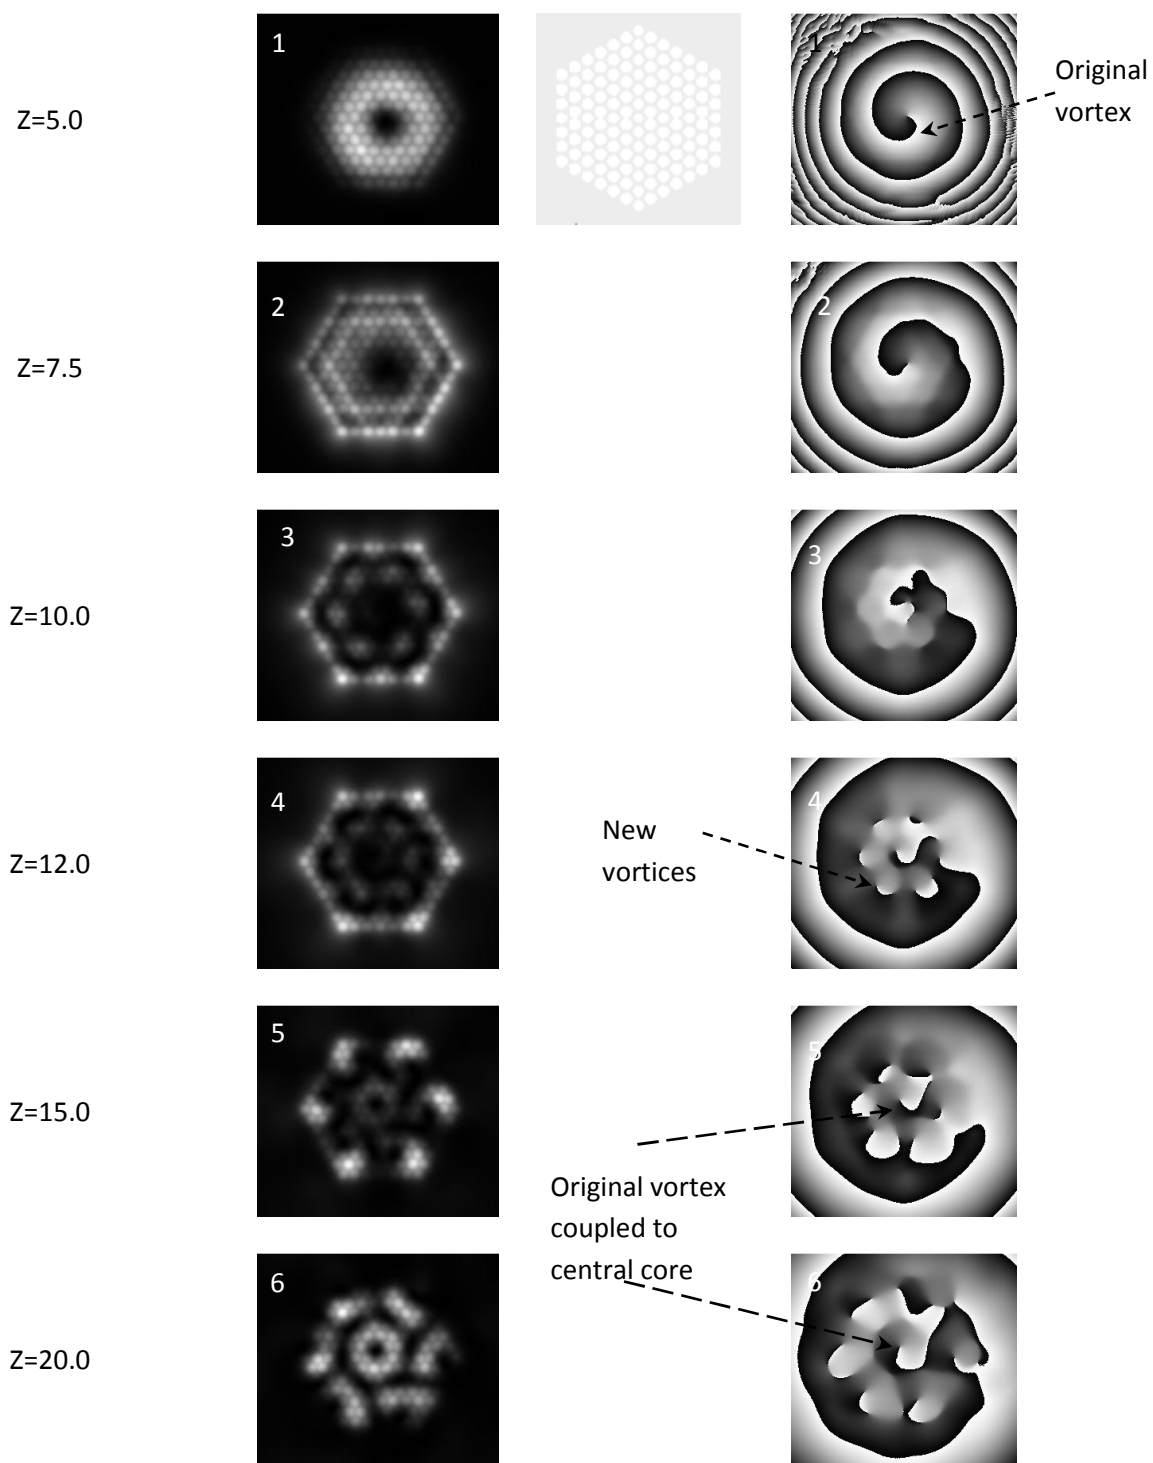 1
1
Z=5.0
Original
vortex
2
2
Z=7.5
3
3
Z=10.0
4
4
Z=12.0
New
vortices
5
5
Z=15.0
Original vortex
coupled to
central core
6
6
Z=20.0